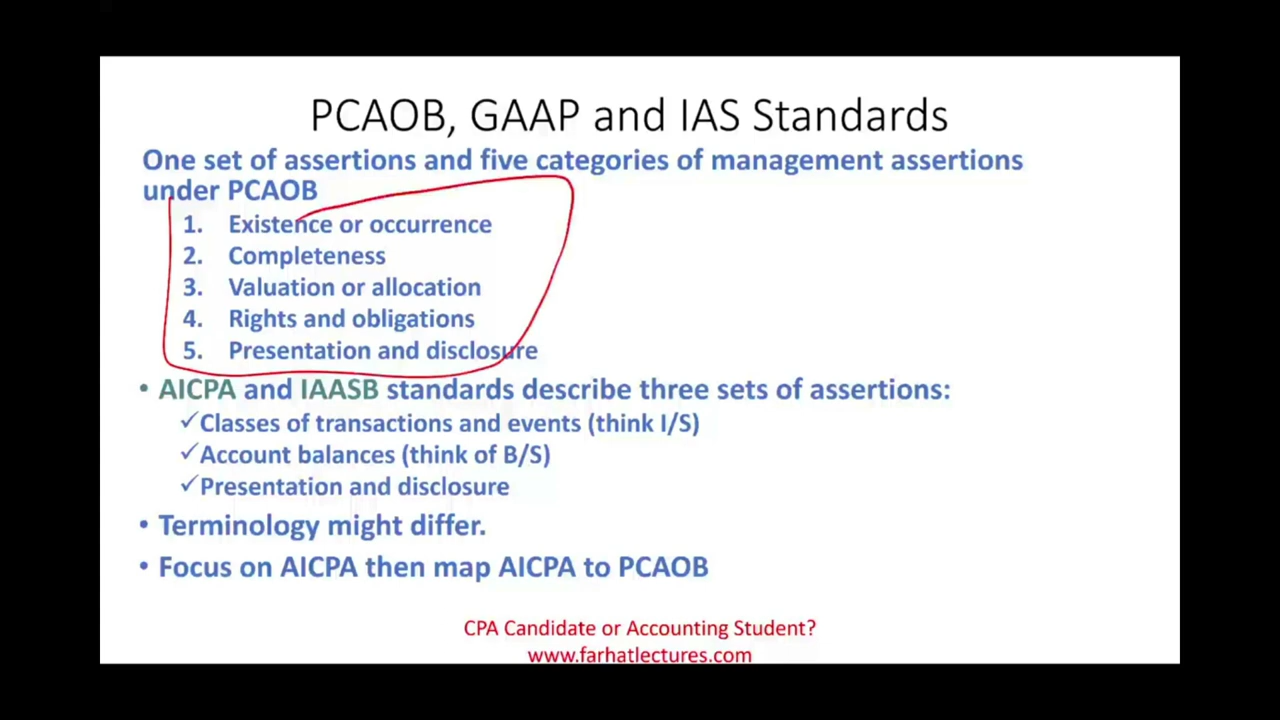 PCAOB, GAAP and IAS Standards
One set of assertions and five categories of management assertions
under PCAOB
1. Existence or occurrence
2. Completeness
3. Valuation or allocation
4. Rights and obligations
5. Presentation and disclosure
• AICPA and IAASB standards describe three sets of assertions:
✓Classes of transactions and events (think I/S)
✓Account balances (think of B/S)
✓Presentation and disclosure
• Terminology might differ.
• Focus on AICPA then map AICPA to PCAOB
CPA Candidate or Accounting Student?
www.farhatlectures.com